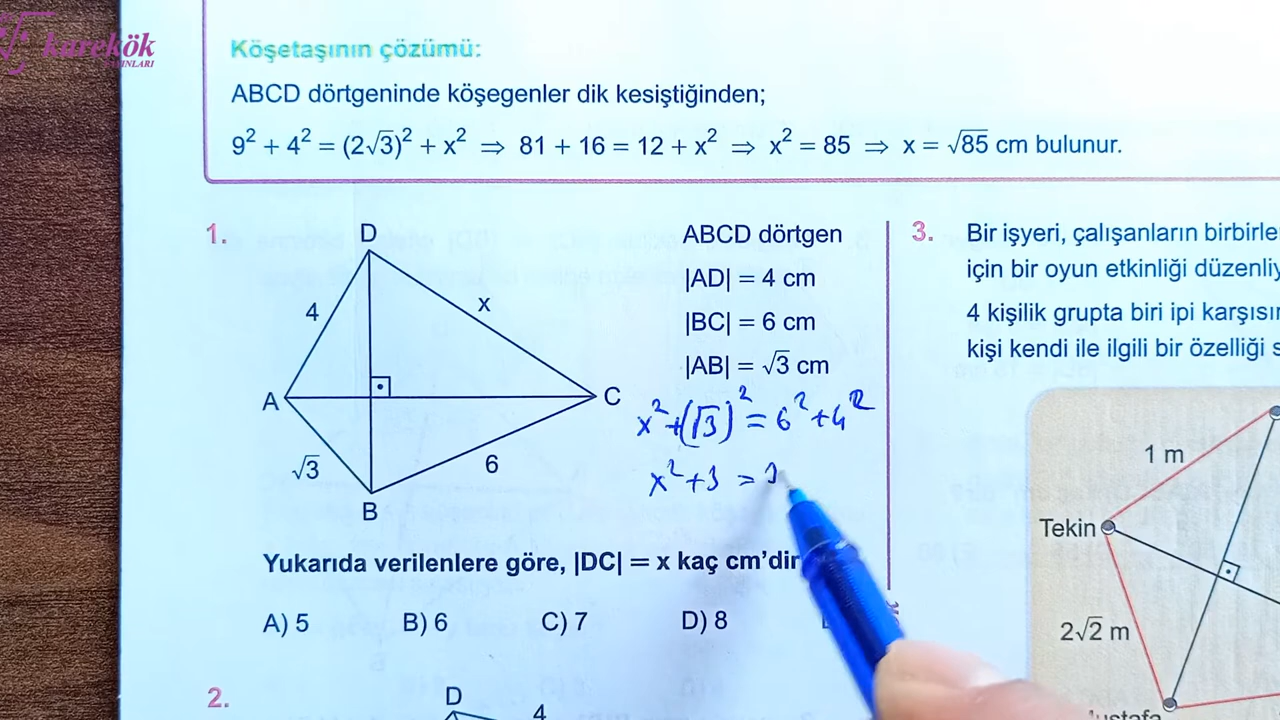 karekök
YAYINLARI
Köşetaşının çözümü:
ABCD dörtgeninde köşegenler dik kesiştiğinden;
9² + 4² = (2√3)² + x² ⇒ 81 + 16 = 12 + x² ⇒ x² = 85 ⇒ x = √85 cm bulunur.
1.
D
4
x
A
C
√3
6
B
ABCD dörtgen
|AD| = 4 cm
|BC| = 6 cm
|AB| = √3 cm
x² + (√3)² = 6² + 4²
x² + 3 =
Yukarıda verilenlere göre, |DC| = x kaç cm'dir
A) 5 B) 6 C) 7 D) 8
2.
D
4
3.
Bir işyeri, çalışanların birbirle
için bir oyun etkinliği düzenliy
4 kişilik grupta biri ipi karşısın
kişi kendi ile ilgili bir özelliği s
1 m
Tekin
2√2 m
ustafa